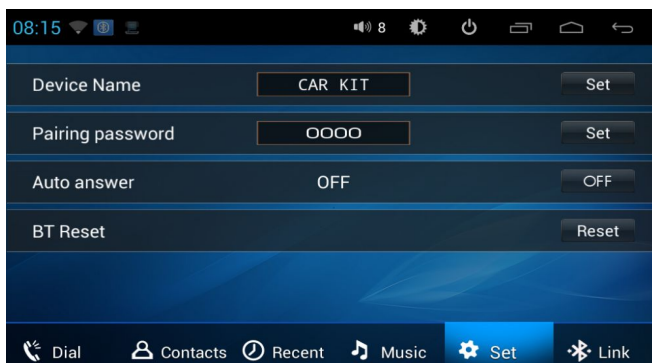 08:15 8
Device Name CAR KIT Set
Pairing password 0000 Set
Auto answer OFF OFF
BT Reset Reset
Dial Contacts Recent Music Set Link